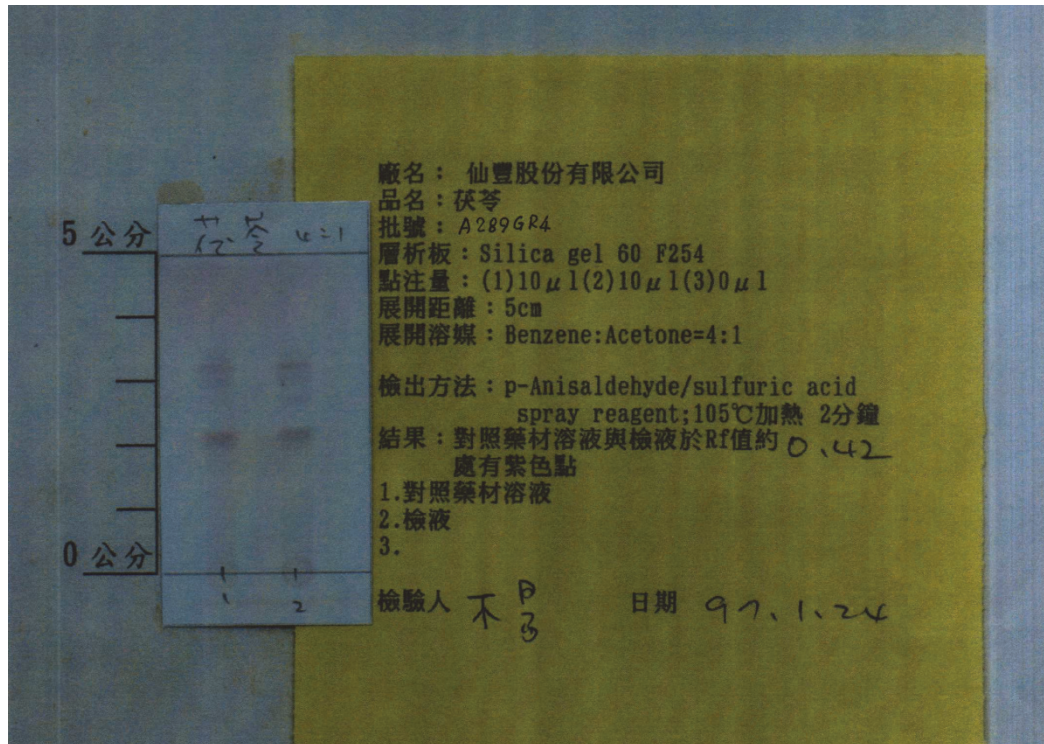 廠名：仙豐股份有限公司
品名：茯苓
批號：A289GR4
層析板：Silica gel 60 F254
點注量：(1)10μl(2)10μl(3)0μl
展開距離：5cm
展開溶媒：Benzene:Acetone=4:1
檢出方法：p-Anisaldehyde/sulfuric acid
spray reagent;105℃加熱 2分鐘
結果：對照藥材溶液與檢液於Rf值約 0.42
處有紫色點
1.對照藥材溶液
2.檢液
3.
檢驗人
日期 97.1.24
5 公分
茯苓 4:1
0 公分
1
2